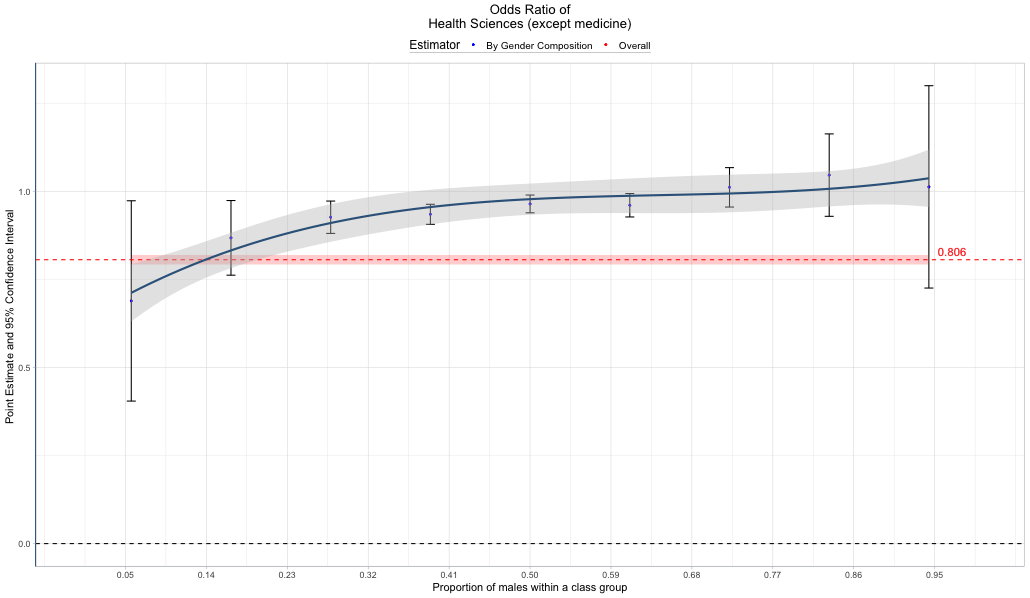 Odds Ratio of
Health Sciences (except medicine)
Estimator By Gender Composition Overall
Point Estimate and 95% Confidence Interval
1.0
0.5
0.0
0.806
0.05 0.14 0.23 0.32 0.41 0.50 0.59 0.68 0.77 0.86 0.95
Proportion of males within a class group